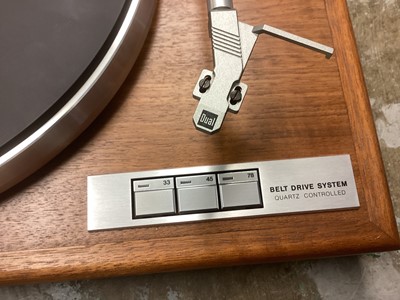 Dual
33 45 78
BELT DRIVE SYSTEM
QUARTZ CONTROLLED